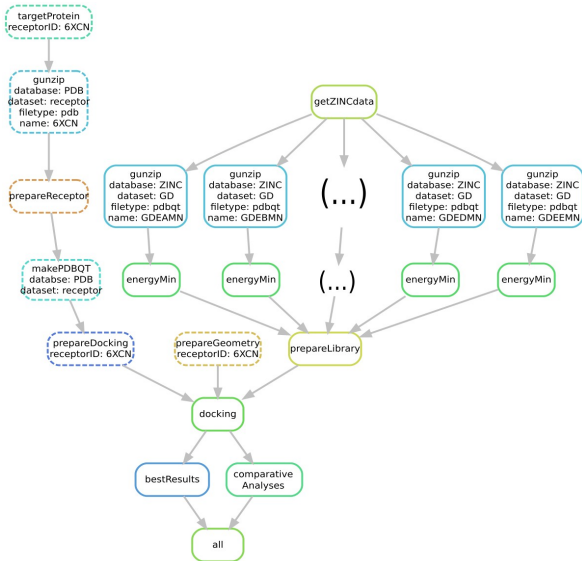 targetProtein
receptorID: 6XCN
gunzip
database: PDB
dataset: receptor
filetype: pdb
name: 6XCN
getZINCdata
gunzip
database: ZINC
dataset: GD
filetype: pdbqt
name: GDEAMN
gunzip
database: ZINC
dataset: GD
filetype: pdbqt
name: GDEBMN
(...)
gunzip
database: ZINC
dataset: GD
filetype: pdbqt
name: GDEDMN
gunzip
database: ZINC
dataset: GD
filetype: pdbqt
name: GDEEMN
prepareReceptor
makePDBQT
databse: PDB
dataset: receptor
energyMin
energyMin
(...)
energyMin
energyMin
prepareDocking
receptorID: 6XCN
prepareGeometry
receptorID: 6XCN
prepareLibrary
docking
bestResults
comparative
Analyses
all